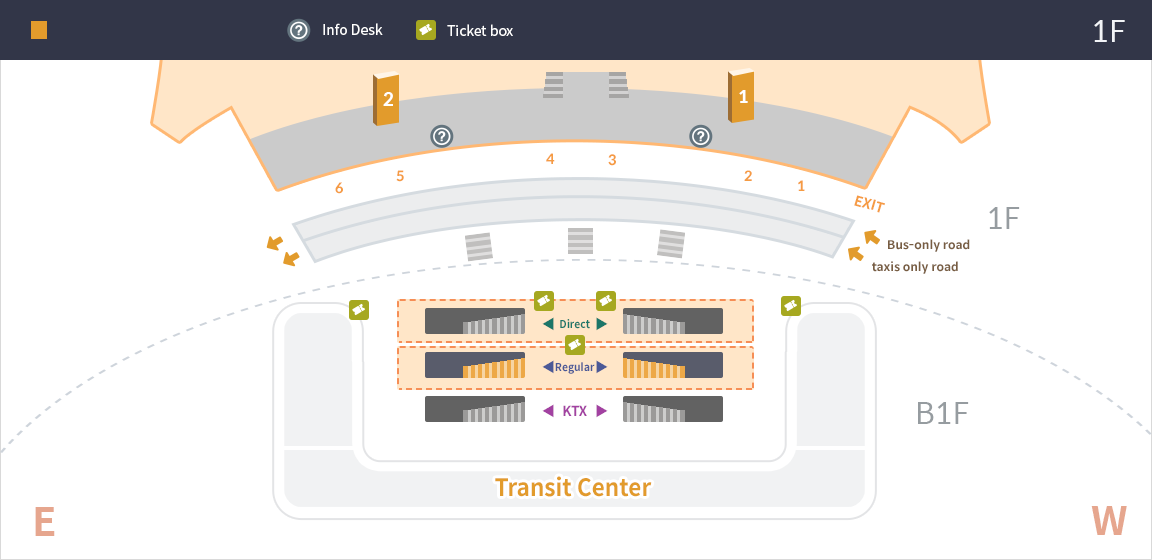 Info Desk
Ticket box
1F
2
1
4
3
5
2
6
1
EXIT
1F
Bus-only road
taxis only road
Direct
Regular
KTX
B1F
Transit Center
E
W